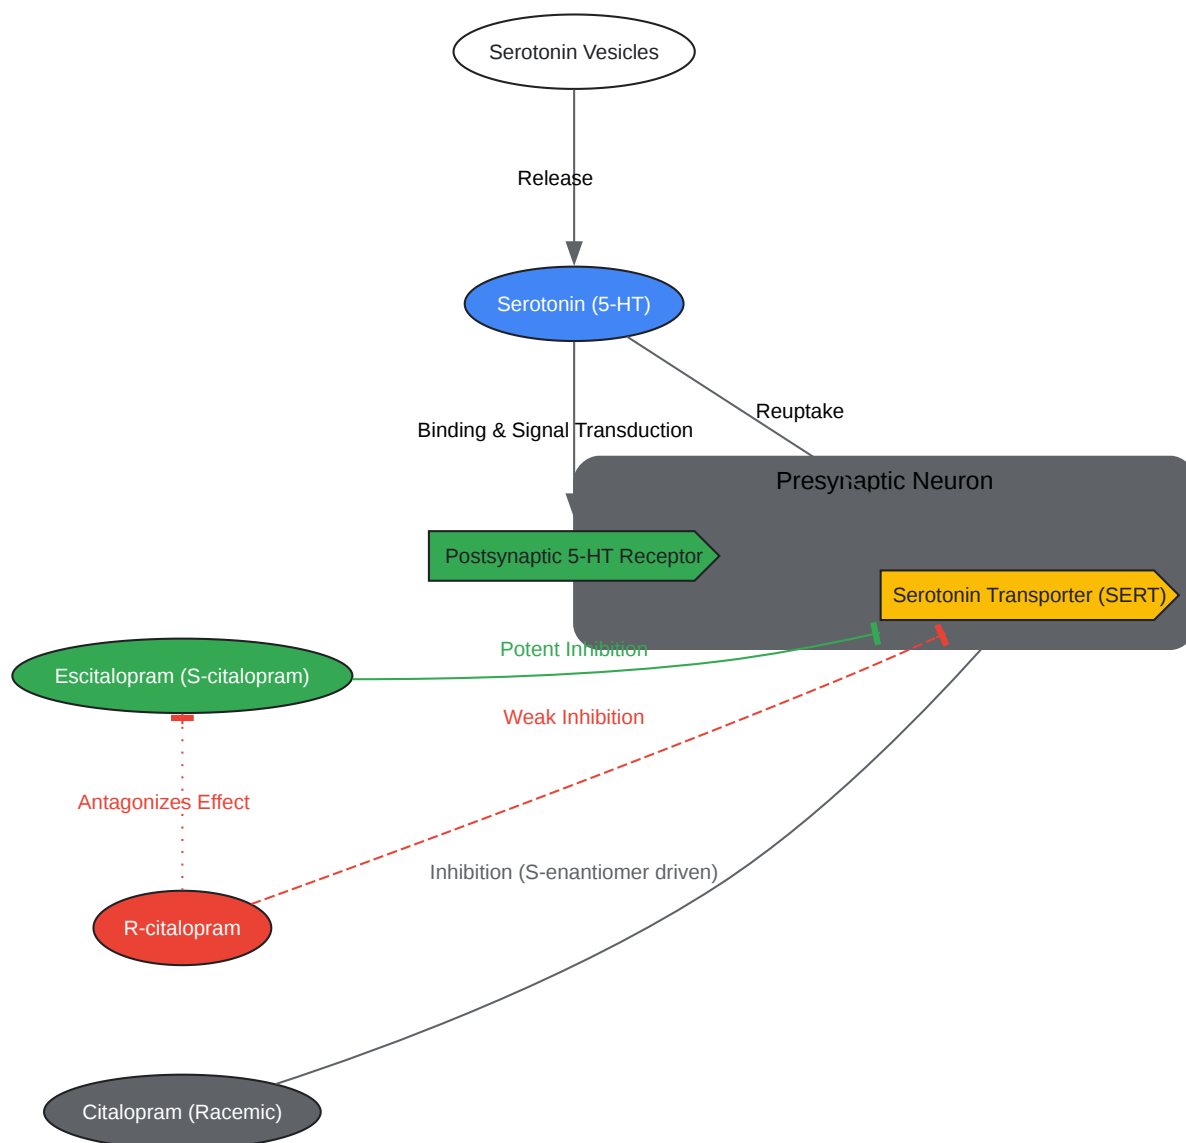 Serotonin Vesicles
Release
Serotonin (5-HT)
Reuptake
Binding & Signal Transduction
Presynaptic Neuron
Postsynaptic 5-HT Receptor
Serotonin Transporter (SERT)
Potent Inhibition
Escitalopram (S-citalopram)
Weak Inhibition
Antagonizes Effect
Inhibition (S-enantiomer driven)
R-citalopram
Citalopram (Racemic)